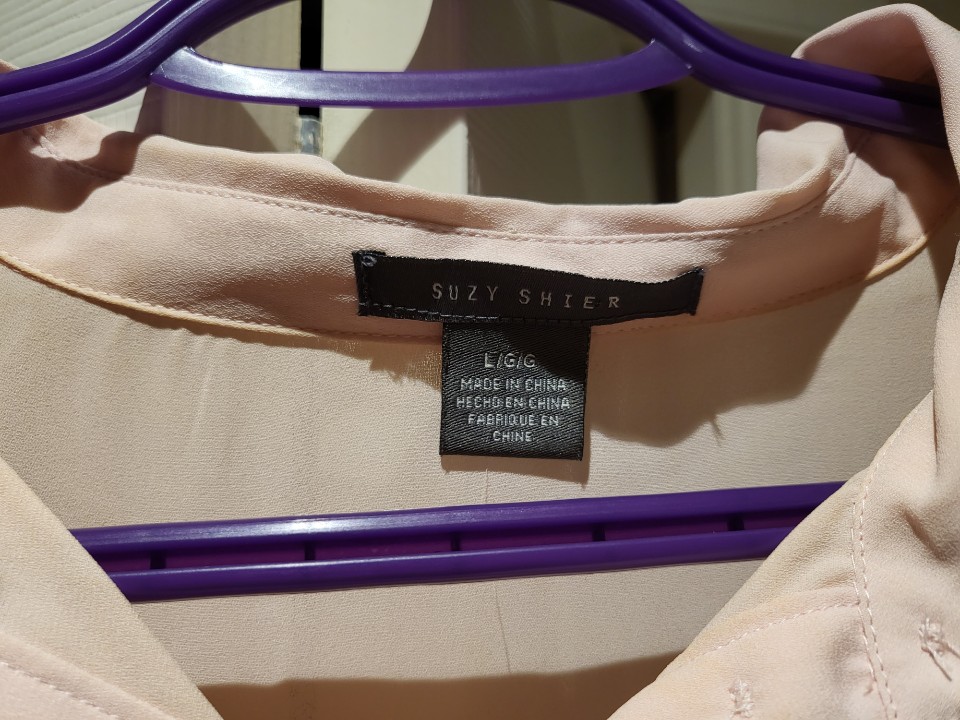 SUZY SHIER
L/G/G
MADE IN CHINA
HECHO EN CHINA
FABRIQUE EN
CHINE